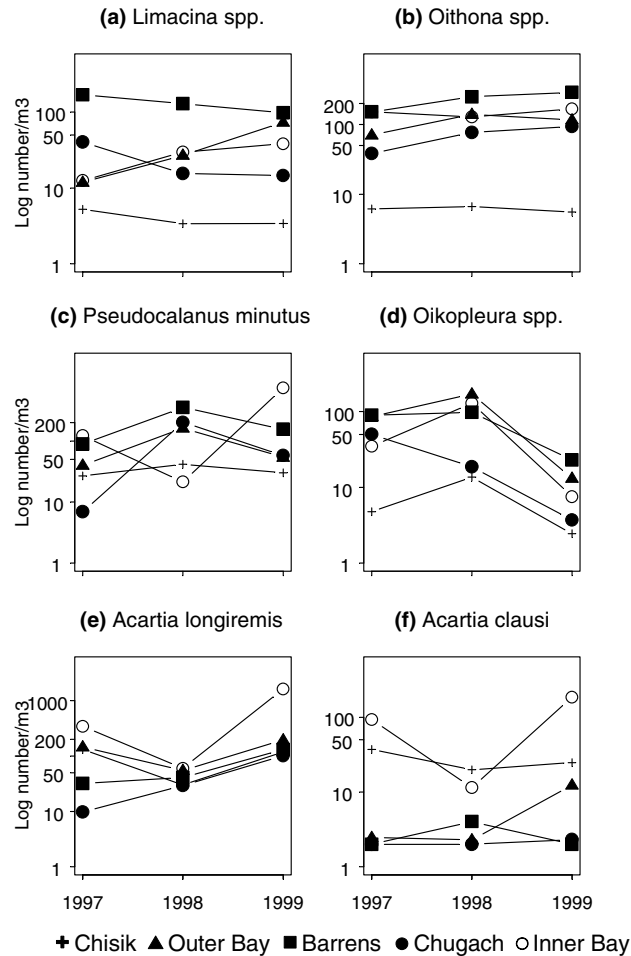 (a) Limacina spp.
(b) Oithona spp.
Log number/m3
100
50
10
1
200
100
50
10
1
(c) Pseudocalanus minutus
(d) Oikopleura spp.
Log number/m3
200
50
10
1
100
50
10
1
(e) Acartia longiremis
(f) Acartia clausi
Log number/m3
1000
200
50
10
1
100
50
10
1
1997 1998 1999
1997 1998 1999
Chisik Outer Bay Barrens Chugach Inner Bay